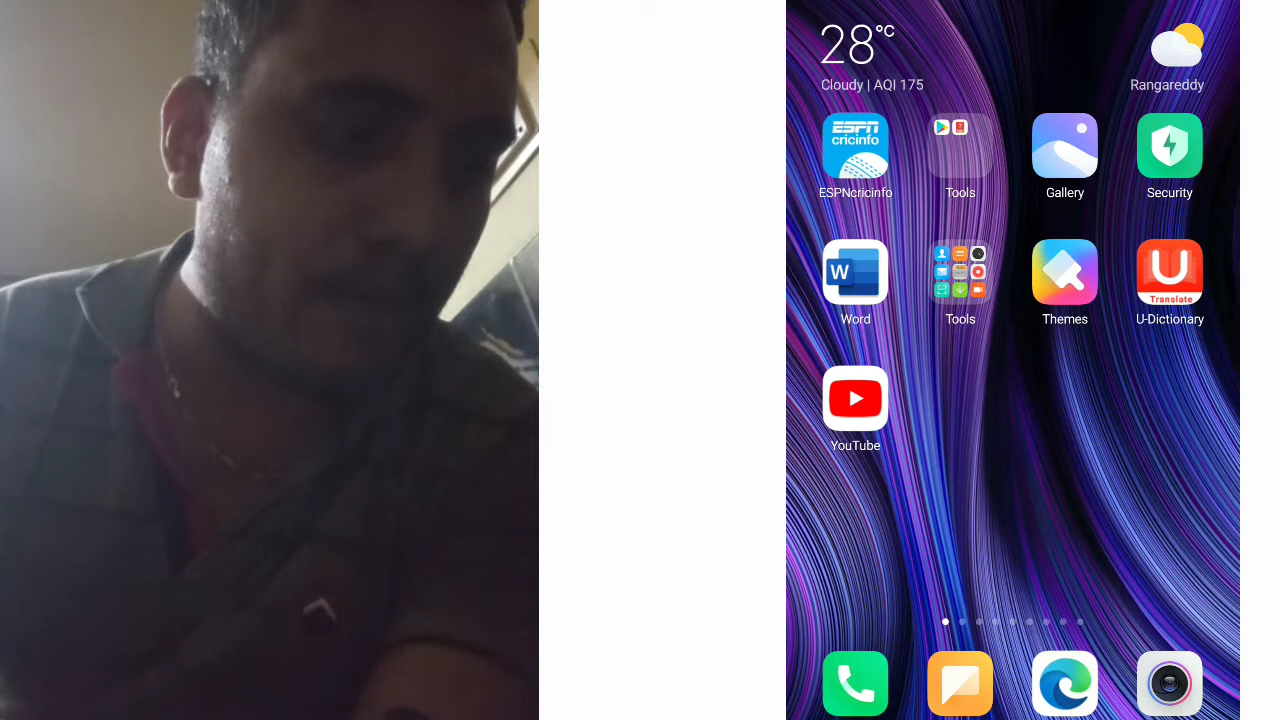 28°C
Cloudy | AQI 175
Rangareddy
ESPN
cricinfo
ESPNcricinfo
Tools
Gallery
Security
W
U
Translate
Word
Tools
Themes
U-Dictionary
YouTube